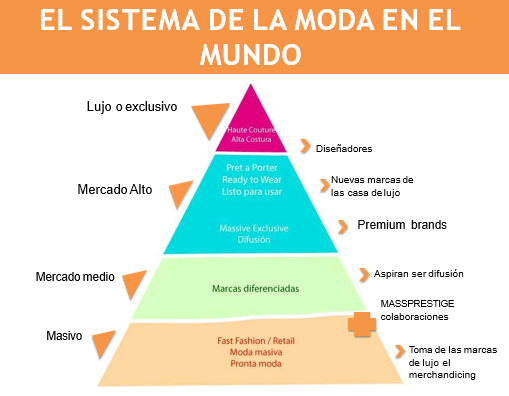 EL SISTEMA DE LA MODA EN EL
MUNDO
Lujo o exclusivo
Haute Couture
Alta Costura
Diseñadores
Mercado Alto
Pret a Porter
Ready to Wear
Listo para usar
Nuevas marcas de
las casa de lujo
Massive Exclusive
Difusión
Premium brands
Mercado medio
Marcas diferenciadas
Aspiran ser difusión
MASSPRESTIGE
colaboraciones
Masivo
Fast Fashion / Retail
Moda masiva
Pronta moda
Toma de las marcas
de lujo el
merchandicing